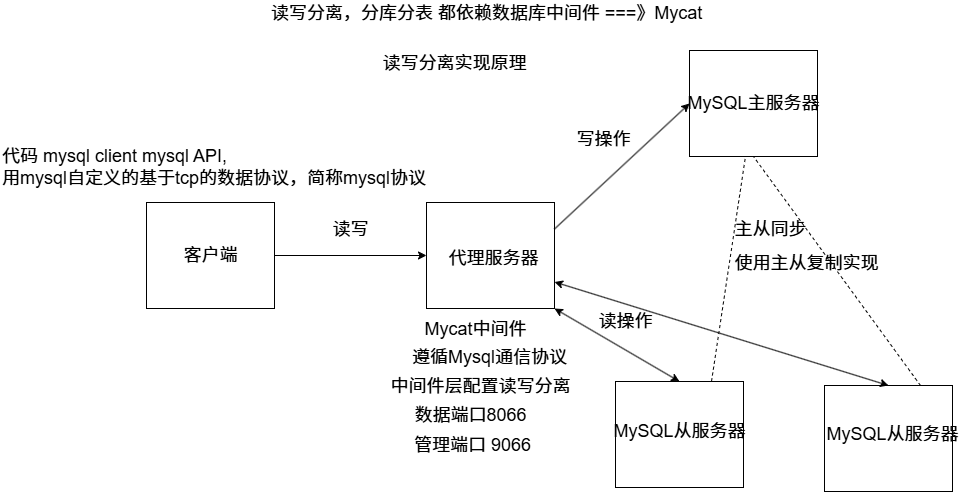 读写分离，分库分表 都依赖数据库中间件 ===》Mycat
读写分离实现原理
MySQL主服务器
写操作
代码 mysql client mysql API,
用mysql自定义的基于tcp的数据协议，简称mysql协议
读写
客户端
代理服务器
主从同步
使用主从复制实现
读操作
Mycat中间件
遵循Mysql通信协议
中间件层配置读写分离
数据端口8066
管理端口 9066
MySQL从服务器
MySQL从服务器